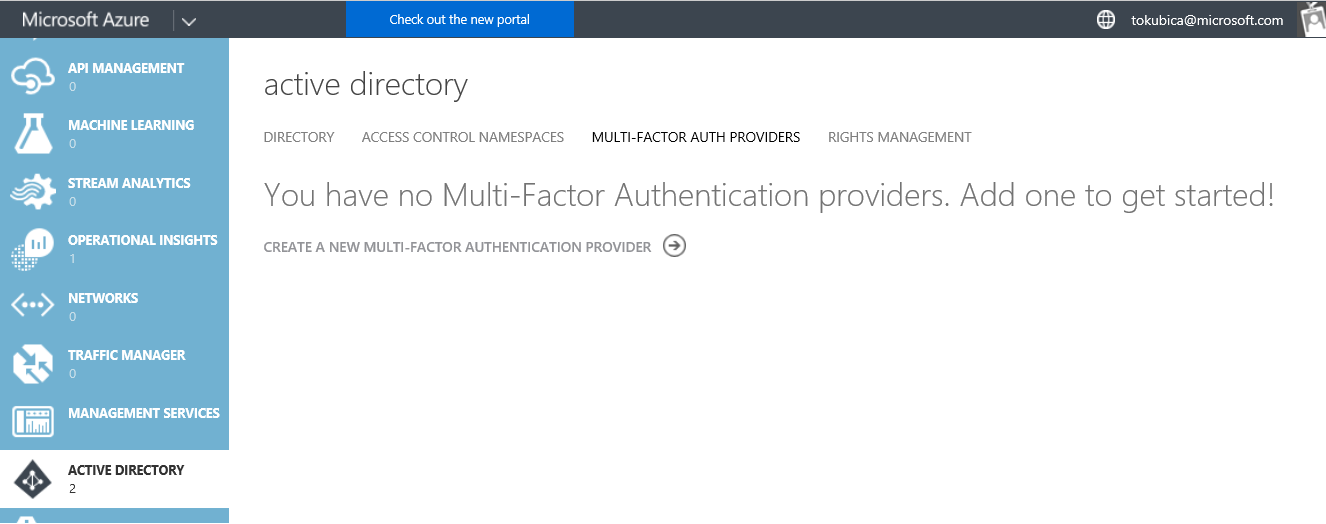 Microsoft Azure
Check out the new portal
tokubica@microsoft.com
API MANAGEMENT
0
MACHINE LEARNING
0
STREAM ANALYTICS
0
OPERATIONAL INSIGHTS
1
NETWORKS
0
TRAFFIC MANAGER
0
MANAGEMENT SERVICES
ACTIVE DIRECTORY
2
active directory
DIRECTORY ACCESS CONTROL NAMESPACES MULTI-FACTOR AUTH PROVIDERS RIGHTS MANAGEMENT
You have no Multi-Factor Authentication providers. Add one to get started!
CREATE A NEW MULTI-FACTOR AUTHENTICATION PROVIDER